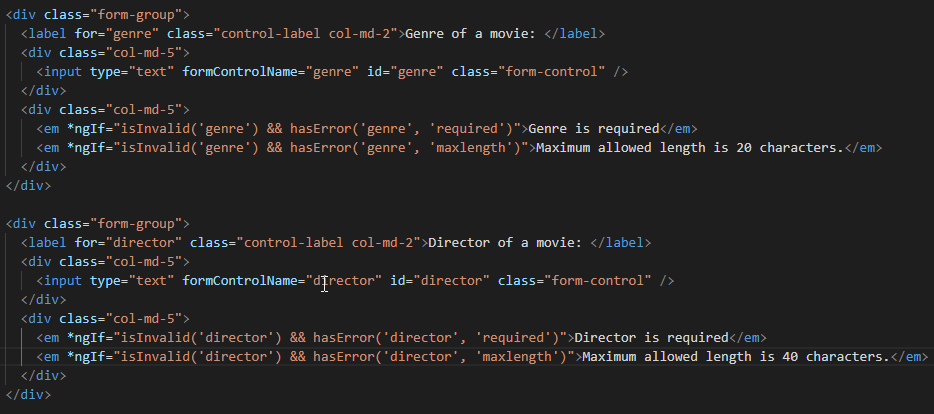 <div class="form-group">
  <label for="genre" class="control-label col-md-2">Genre of a movie: </label>
  <div class="col-md-5">
    <input type="text" formControlName="genre" id="genre" class="form-control" />
  </div>
  <div class="col-md-5">
    <em *ngIf="isInvalid('genre') && hasError('genre', 'required')">Genre is required</em>
    <em *ngIf="isInvalid('genre') && hasError('genre', 'maxlength')">Maximum allowed length is 20 characters.</em>
  </div>
</div>

<div class="form-group">
  <label for="director" class="control-label col-md-2">Director of a movie: </label>
  <div class="col-md-5">
    <input type="text" formControlName="director" id="director" class="form-control" />
  </div>
  <div class="col-md-5">
    <em *ngIf="isInvalid('director') && hasError('director', 'required')">Director is required</em>
    <em *ngIf="isInvalid('director') && hasError('director', 'maxlength')">Maximum allowed length is 40 characters.</em>
  </div>
</div>